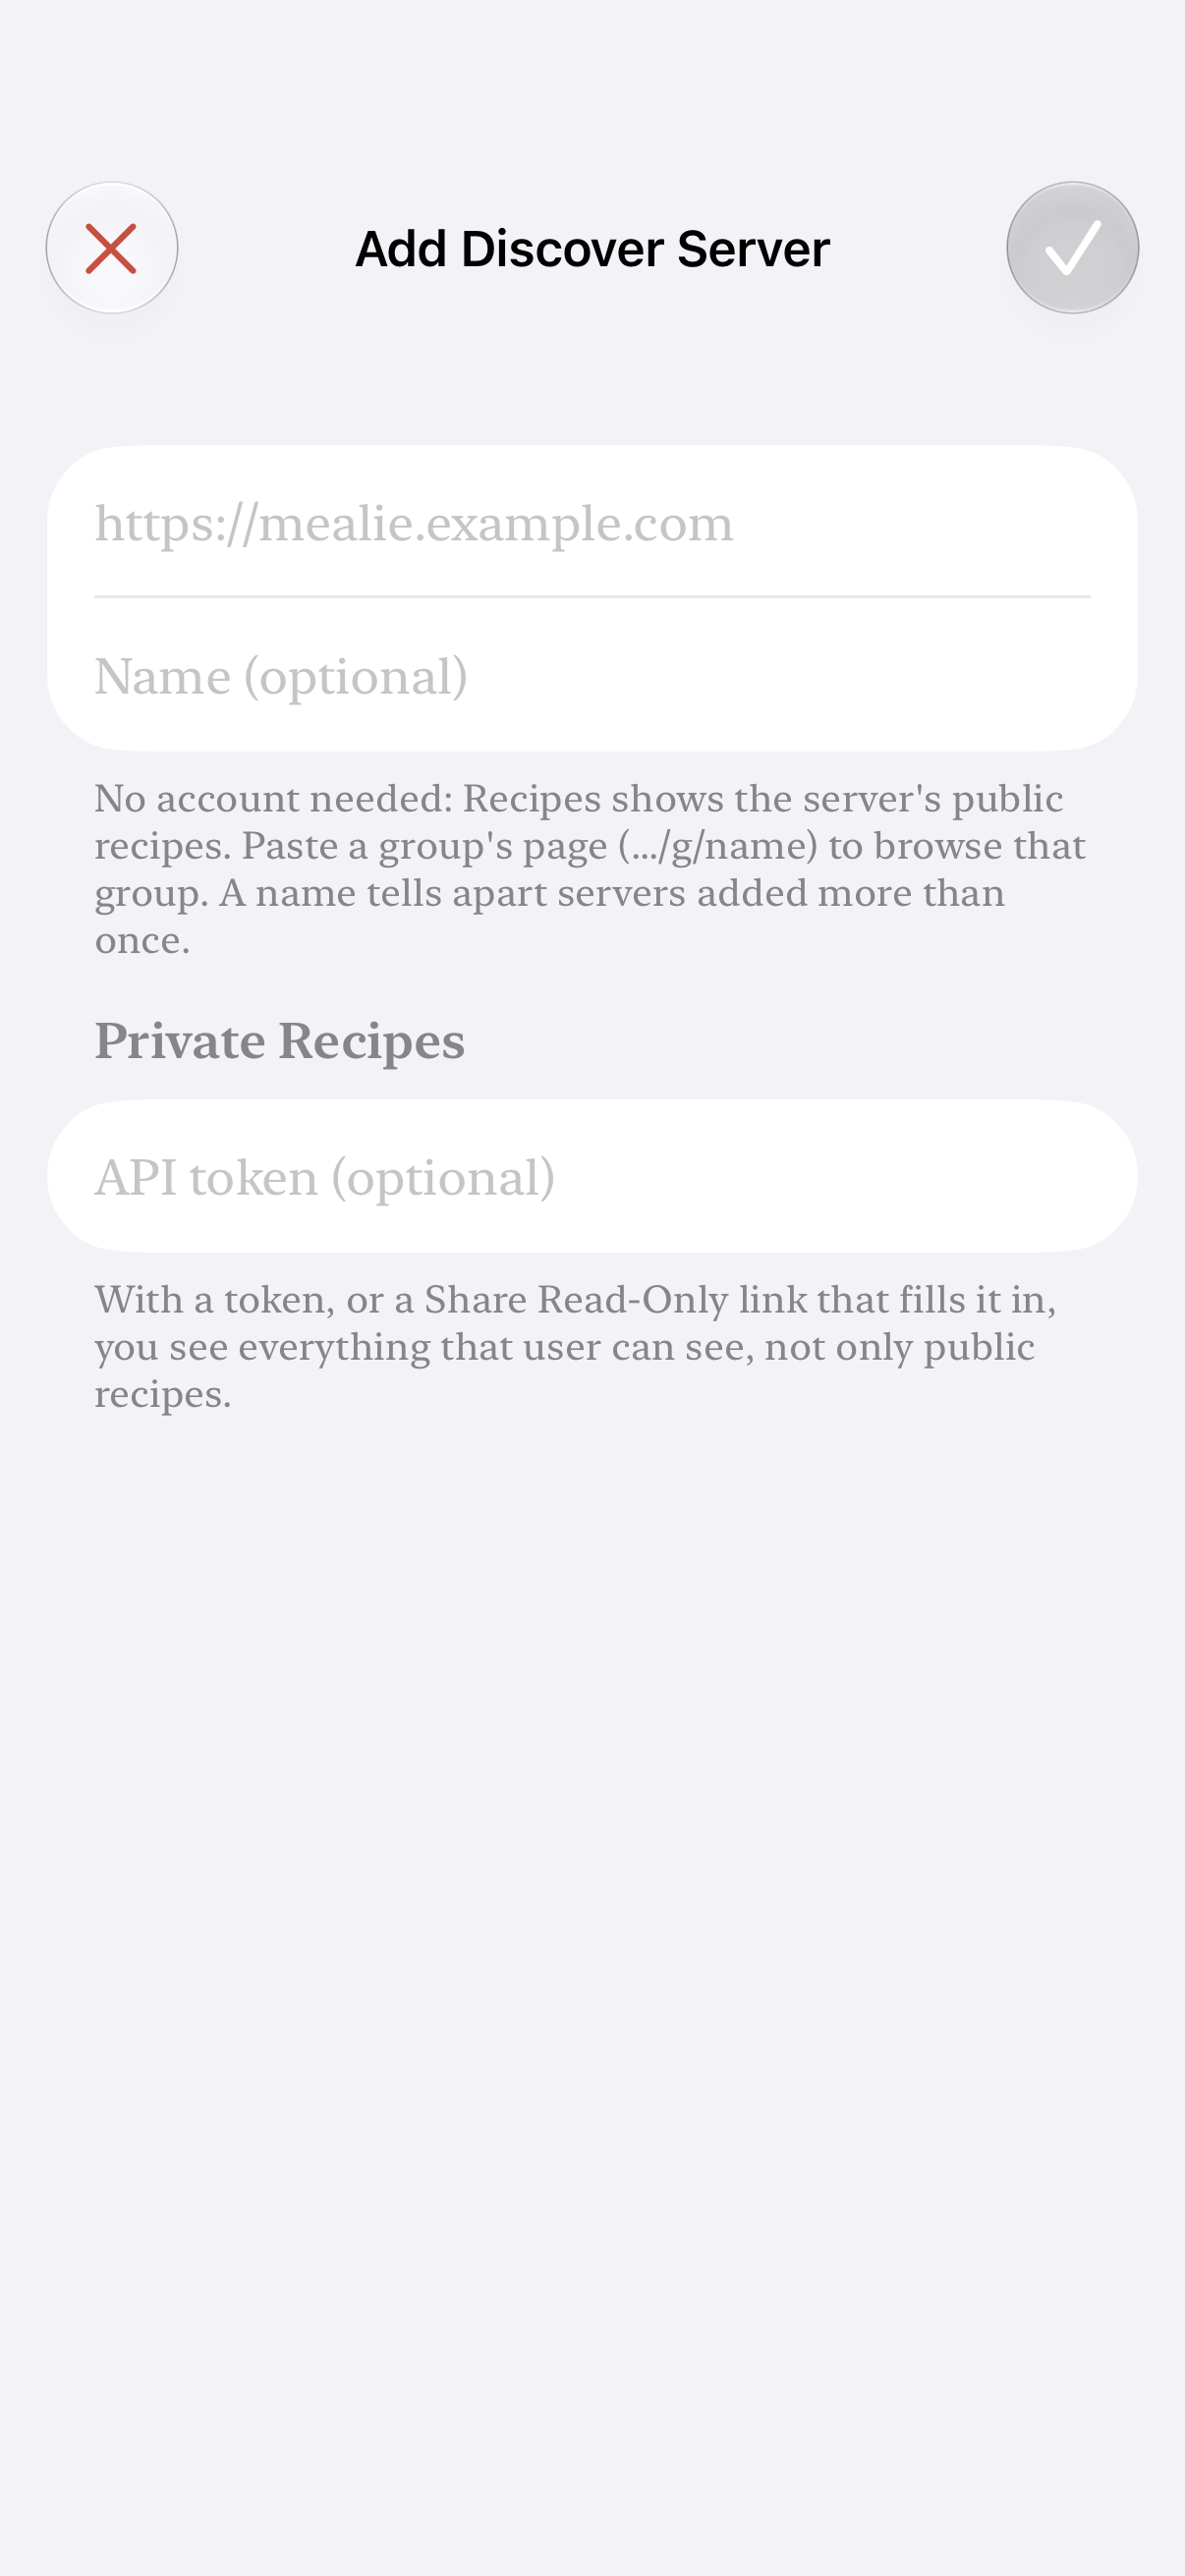 Add Discover Server
https://mealie.example.com
Name (optional)
No account needed: Recipes shows the server's public
recipes. Paste a group's page (.../g/name) to browse that
group. A name tells apart servers added more than
once.
Private Recipes
API token (optional)
With a token, or a Share Read-Only link that fills it in,
you see everything that user can see, not only public
recipes.